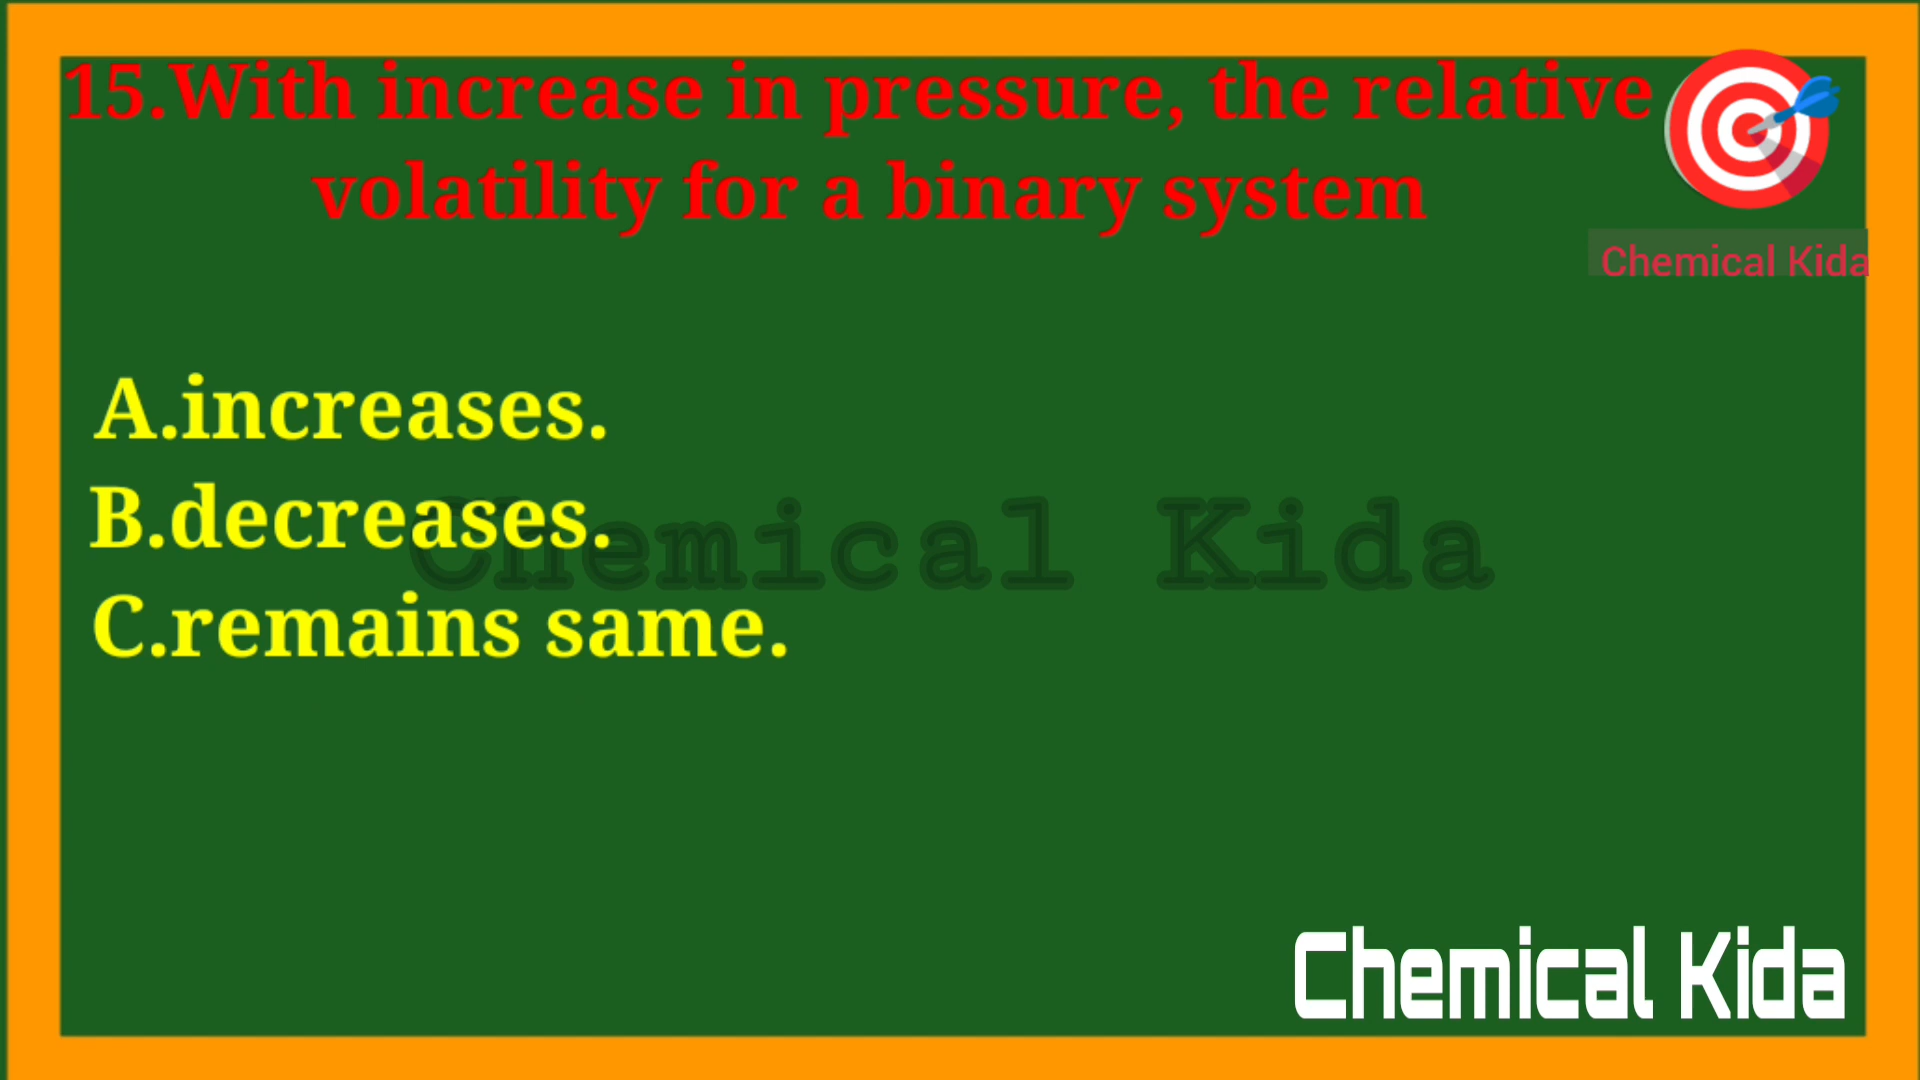 15.With increase in pressure, the relative
volatility for a binary system
Chemical Kida
A.increases.
B.decreases.
Chemical Kida
C.remains same.
Chemical Kida